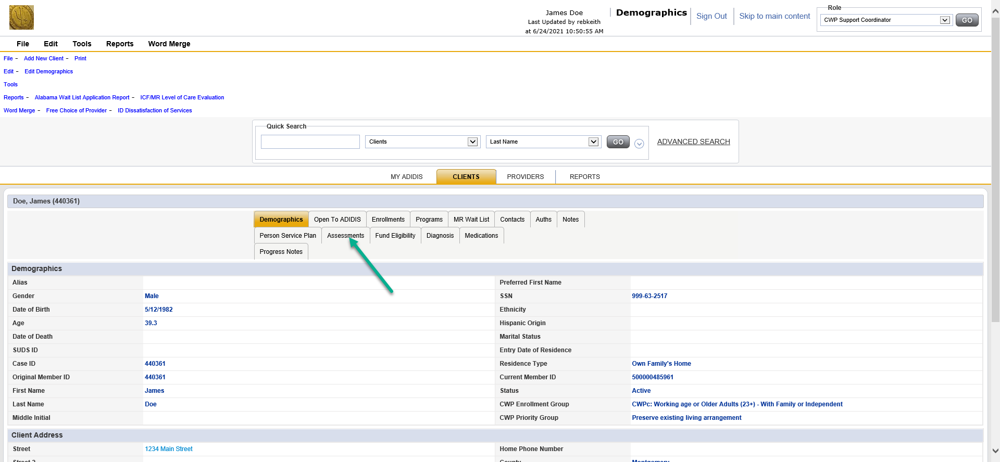 James Doe
Last Updated by rebkeith
at 6/24/2021 10:50:55 AM
Demographics
Sign Out
Skip to main content
Role
CWP Support Coordinator
GO
File Edit Tools Reports Word Merge
File - Add New Client - Print
Edit - Edit Demographics
Tools
Reports - Alabama Wait List Application Report - ICF/MR Level of Care Evaluation
Word Merge - Free Choice of Provider - ID Dissatisfaction of Services
Quick Search
Clients Last Name GO ADVANCED SEARCH
MY ADIDIS CLIENTS PROVIDERS REPORTS
Doe, James (440361)
Demographics Open To ADIDIS Enrollments Programs MR Wait List Contacts Auths Notes
Person Service Plan Assessments Fund Eligibility Diagnosis Medications
Progress Notes
Demographics
Alias Preferred First Name
Gender Male SSN 999-63-2517
Date of Birth 5/12/1982 Ethnicity
Age 39.3 Hispanic Origin
Date of Death Marital Status
SUDS ID Entry Date of Residence
Case ID 440361 Residence Type Own Family's Home
Original Member ID 440361 Current Member ID 500000485961
First Name James Status Active
Last Name Doe CWP Enrollment Group CWPc: Working age or Older Adults (23+) - With Family or Independent
Middle Initial CWP Priority Group Preserve existing living arrangement
Client Address
Street 1234 Main Street Home Phone Number
Street 2 County Montgomery